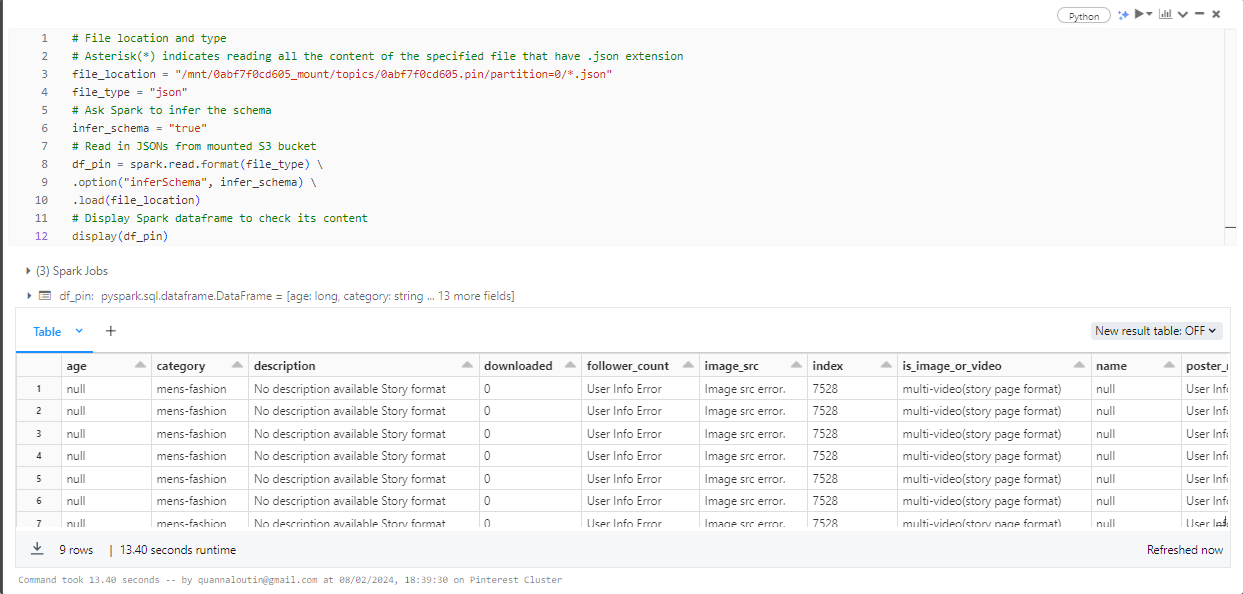 Python
1 # File location and type
2 # Asterisk(*) indicates reading all the content of the specified file that have .json extension
3 file_location = "/mnt/0abf7f0cd605_mount/topics/0abf7f0cd605.pin/partition=0/*.json"
4 file_type = "json"
5 # Ask Spark to infer the schema
6 infer_schema = "true"
7 # Read in JSONs from mounted S3 bucket
8 df_pin = spark.read.format(file_type) \
9 .option("inferSchema", infer_schema) \
10 .load(file_location)
11 # Display Spark dataframe to check its content
12 display(df_pin)
(3) Spark Jobs
df_pin: pyspark.sql.dataframe.DataFrame = [age: long, category: string ... 13 more fields]
Table + New result table: OFF
age category description downloaded follower_count image_src index is_image_or_video name poster_
1 null mens-fashion No description available Story format 0 User Info Error Image src error. 7528 multi-video(story page format) null User Inf
2 null mens-fashion No description available Story format 0 User Info Error Image src error. 7528 multi-video(story page format) null User Inf
3 null mens-fashion No description available Story format 0 User Info Error Image src error. 7528 multi-video(story page format) null User Inf
4 null mens-fashion No description available Story format 0 User Info Error Image src error. 7528 multi-video(story page format) null User Inf
5 null mens-fashion No description available Story format 0 User Info Error Image src error. 7528 multi-video(story page format) null User Inf
6 null mens-fashion No description available Story format 0 User Info Error Image src error. 7528 multi-video(story page format) null User Inf
7 null mens-fashion No description available Story format 0 User Info Error Image src error. 7528 multi-video(story page format) null User Inf
9 rows | 13.40 seconds runtime Refreshed now
Command took 13.40 seconds -- by quannaloutin@gmail.com at 08/02/2024, 18:39:30 on Pinterest Cluster